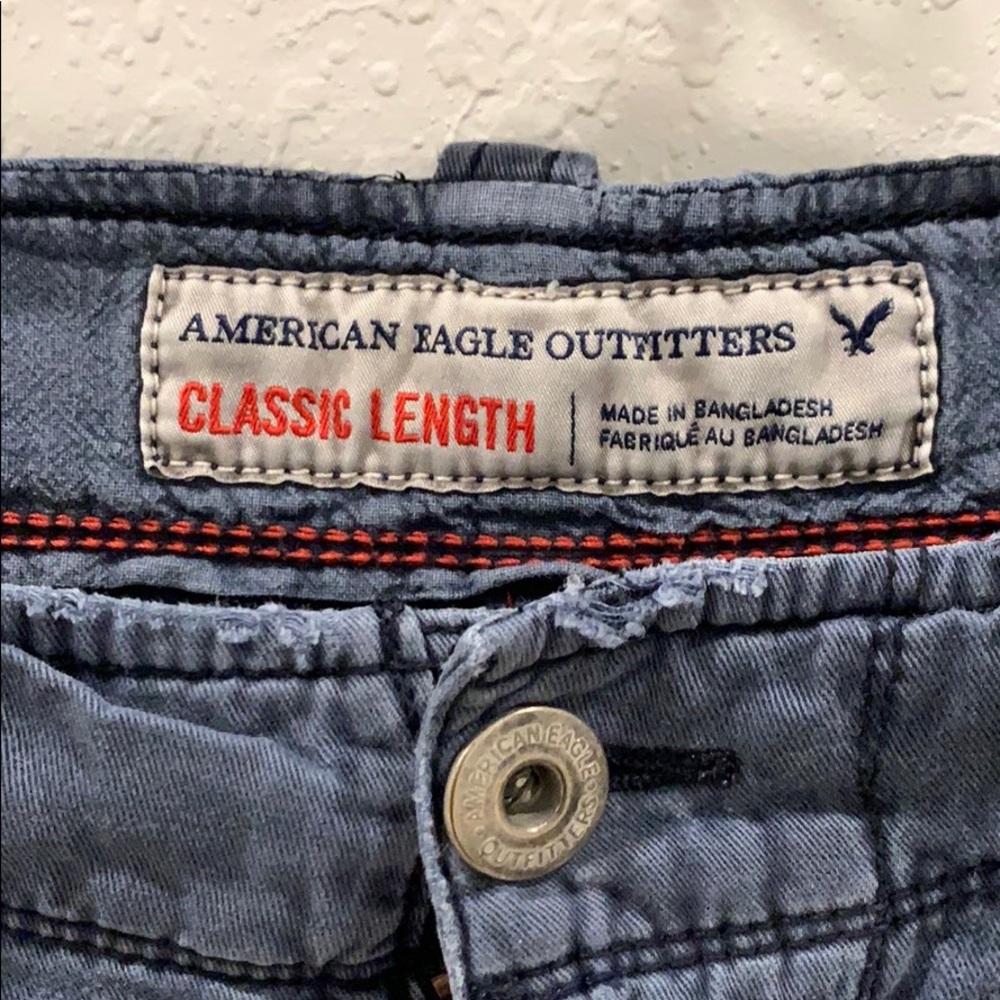 AMERICAN EAGLE OUTFITTERS
CLASSIC LENGTH
MADE IN BANGLADESH
FABRIQUÉ AU BANGLADESH
AMERICAN EAGLE
OUTFITTERS